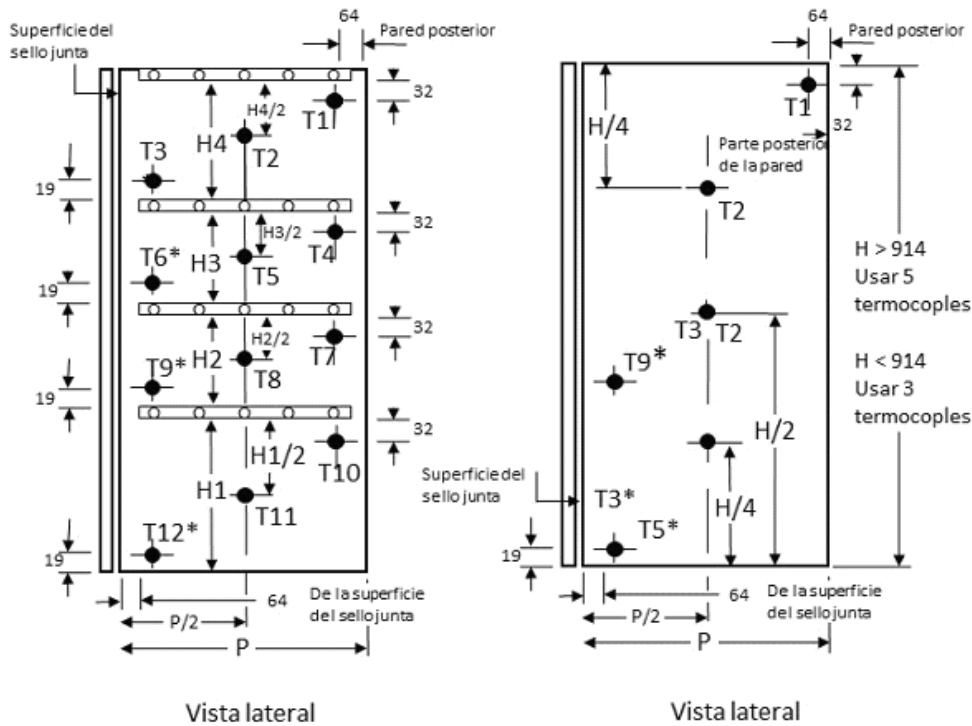 64
Superficie del
sello junta
Pared posterior
32
T1
H4/2
H4
T2
T3
19
32
H3/2
T4
H3
T6*
T5
19
32
H2/2
T7
H2
T9*
T8
19
32
H1/2
T10
H1
T11
T12*
19
64
De la superficie
del sello junta
P/2
P
Vista lateral
64
Pared posterior
T1
32
H/4
Parte posterior
de la pared
T2
H > 914
Usar 5
termocoples
T3
T2
T9*
H < 914
Usar 3
termocoples
H/2
Superficie del
sello junta
H/4
T3*
T5*
19
64
De la superficie
del sello junta
P/2
P
Vista lateral